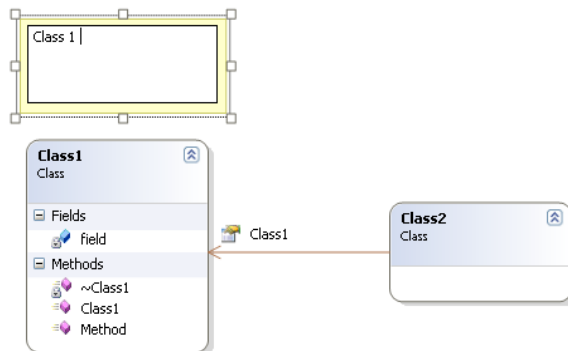 Class 1
Class1
Class
Fields
field
Methods
~Class1
Class1
Method
Class1
Class2
Class